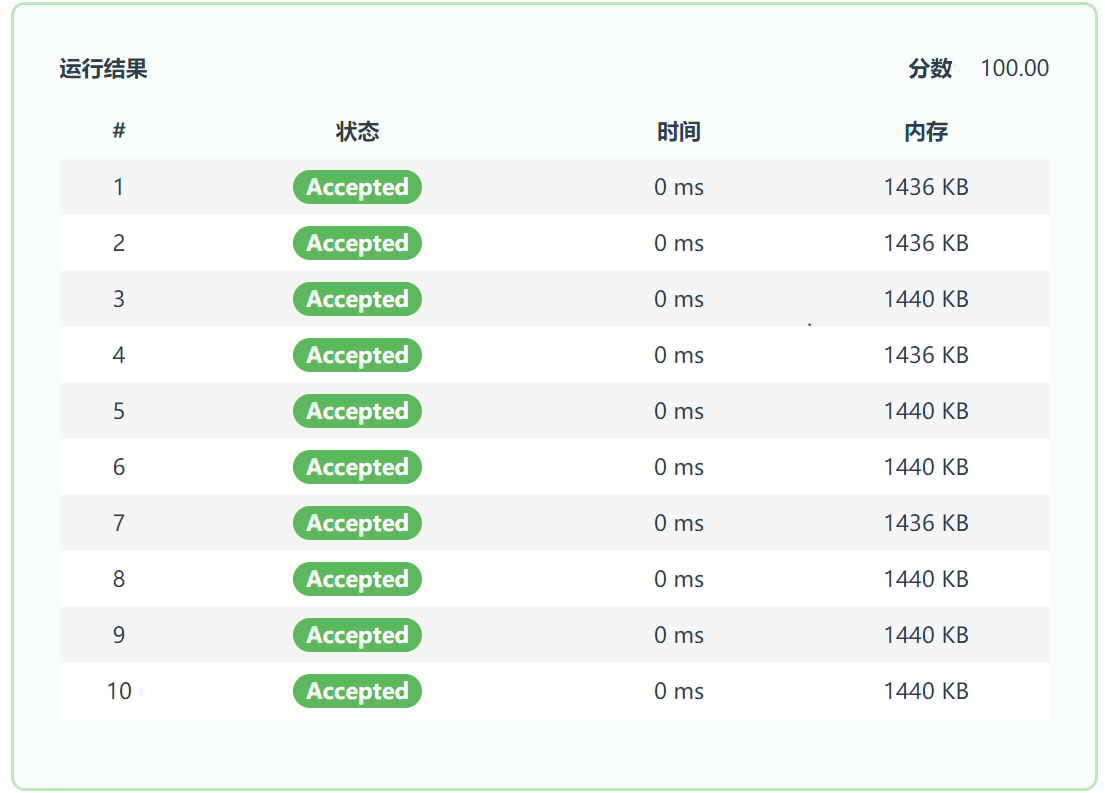 运行结果 分数 100.00
# 状态 时间 内存
1 Accepted 0 ms 1436 KB
2 Accepted 0 ms 1436 KB
3 Accepted 0 ms 1440 KB
4 Accepted 0 ms 1436 KB
5 Accepted 0 ms 1440 KB
6 Accepted 0 ms 1440 KB
7 Accepted 0 ms 1436 KB
8 Accepted 0 ms 1440 KB
9 Accepted 0 ms 1440 KB
10 Accepted 0 ms 1440 KB